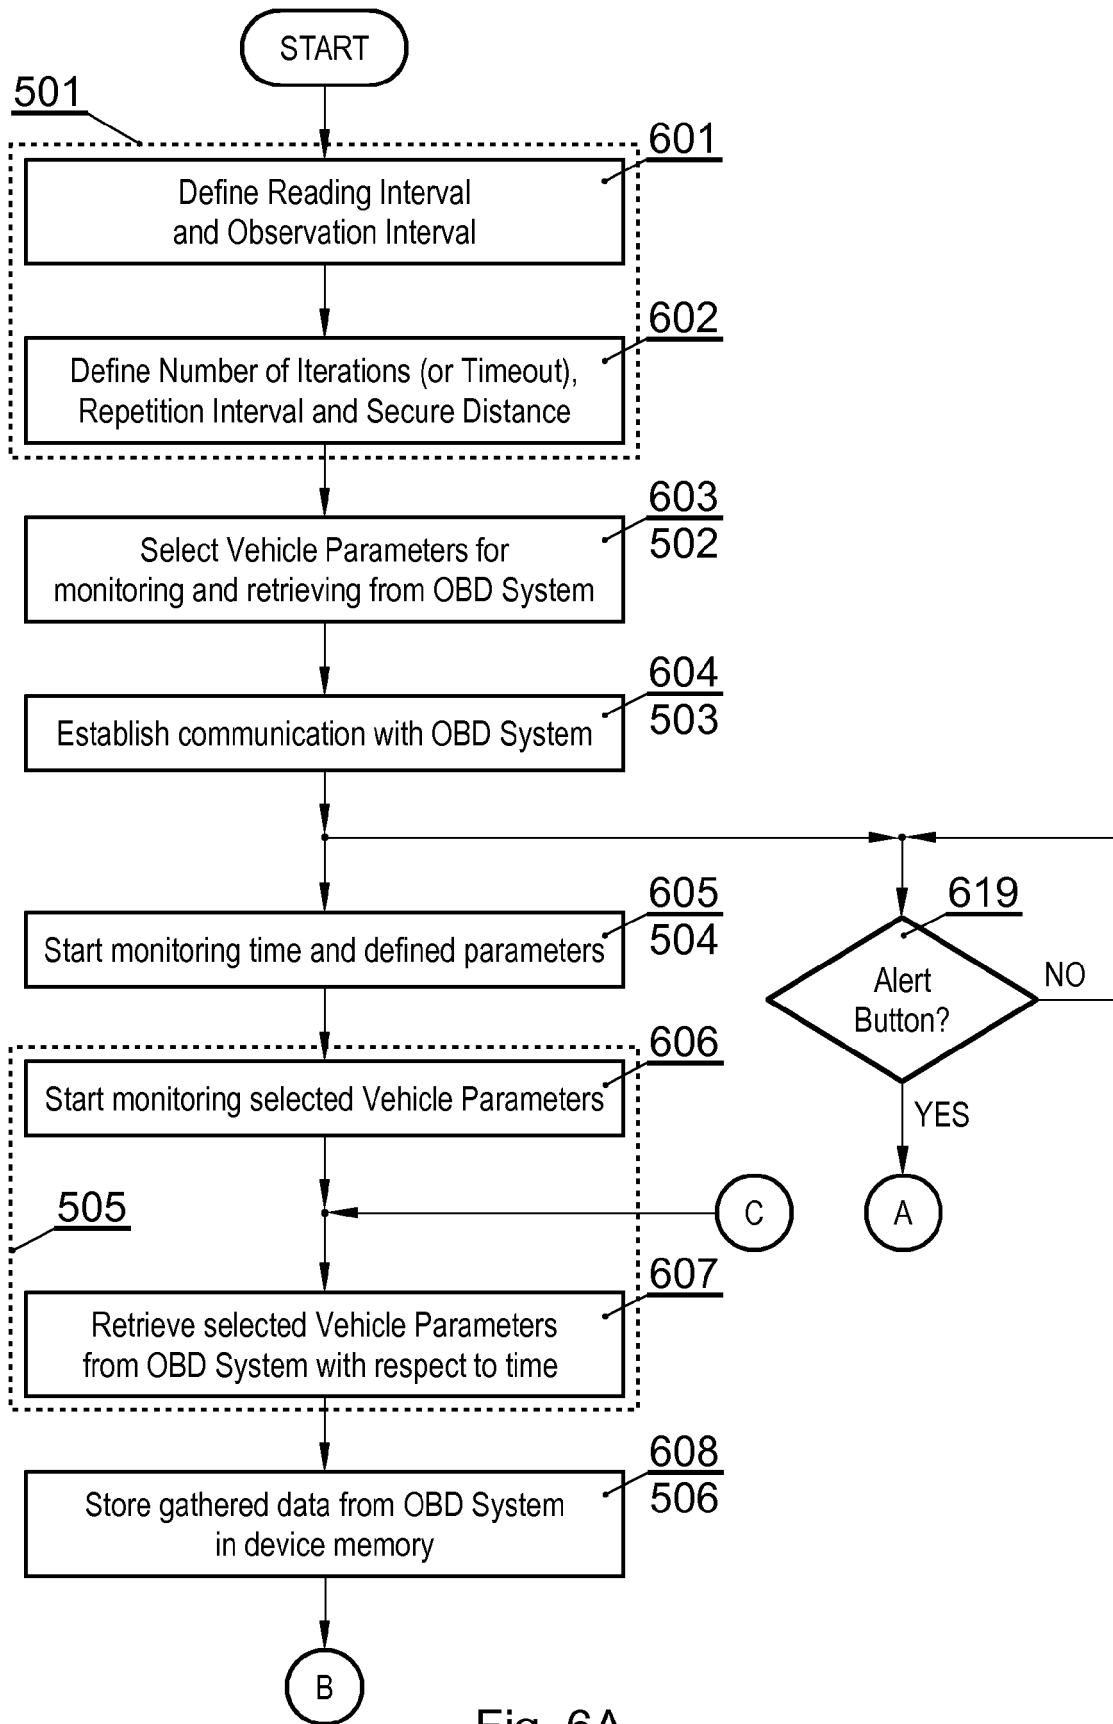 START
501
601
Define Reading Interval
and Observation Interval
602
Define Number of Iterations (or Timeout),
Repetition Interval and Secure Distance
603
502
Select Vehicle Parameters for
monitoring and retrieving from OBD System
604
503
Establish communication with OBD System
605
504
Start monitoring time and defined parameters
619
Alert
Button?
NO
YES
606
Start monitoring selected Vehicle Parameters
505
C
A
607
Retrieve selected Vehicle Parameters
from OBD System with respect to time
608
506
Store gathered data from OBD System
in device memory
B
Fig. 6A